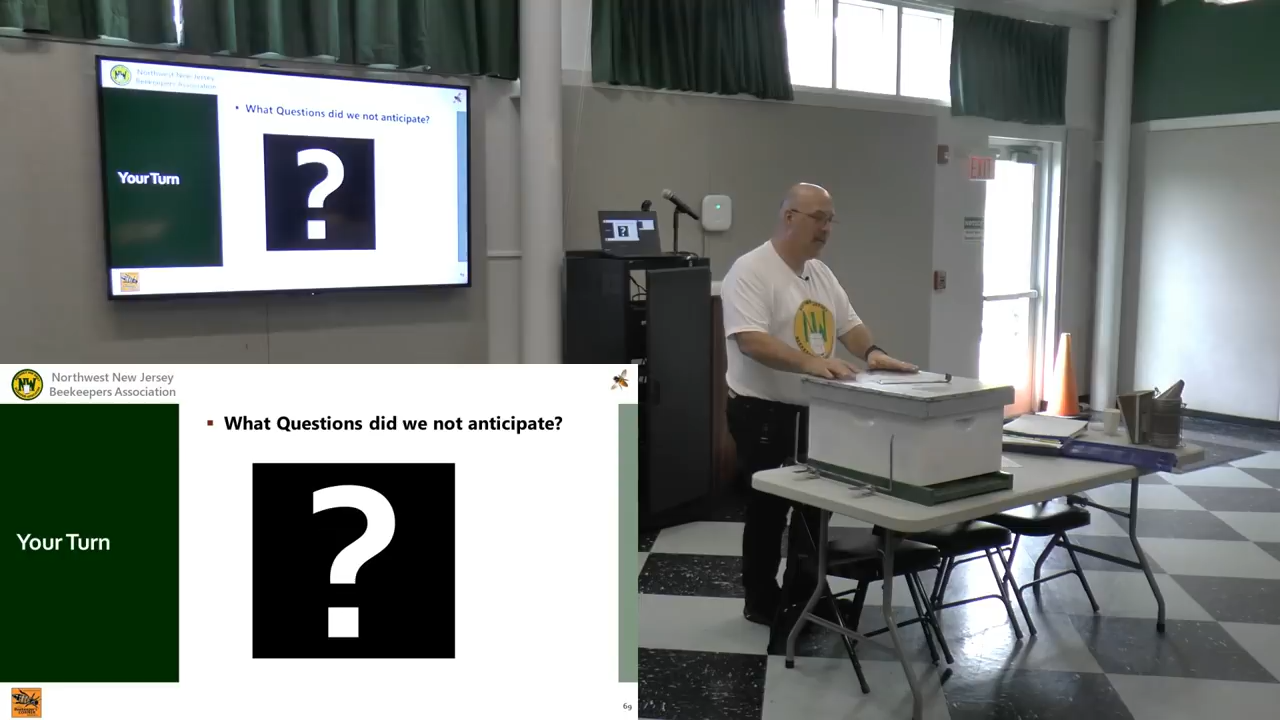 Northwest New Jersey
Beekeepers Association
• What Questions did we not anticipate?
Your Turn
?
EXIT
NW
?
Northwest New Jersey
Beekeepers Association
▪ What Questions did we not anticipate?
Your Turn
?
69